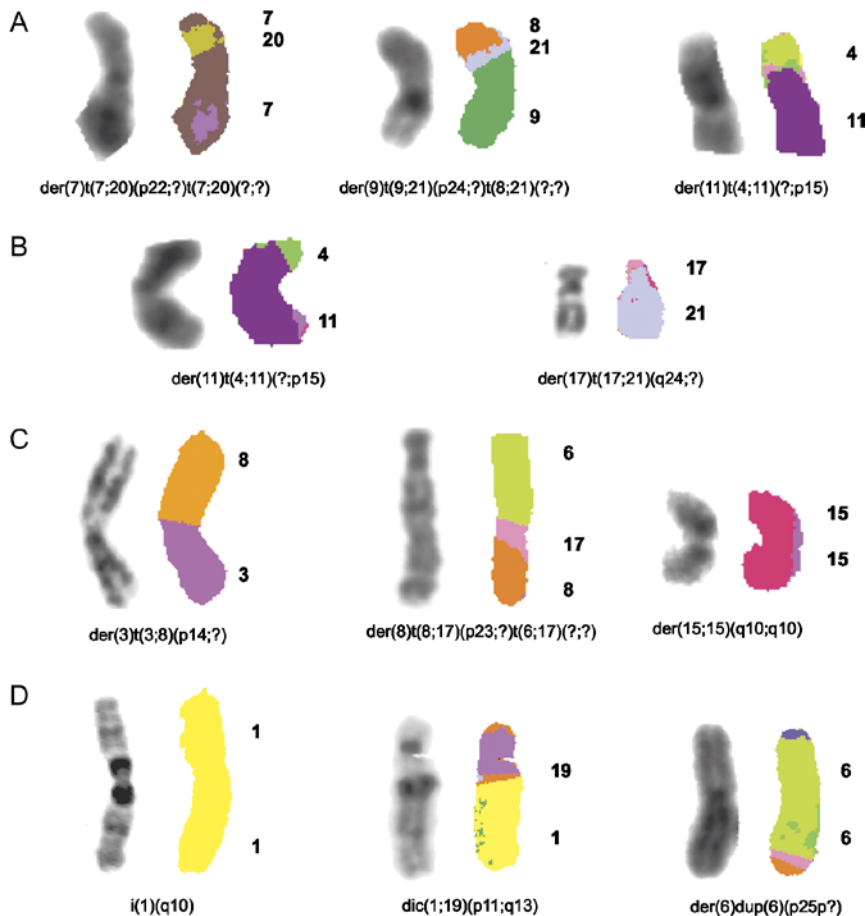 A
7
20
7
8
21
9
4
11
der(7)t(7;20)(p22;?)t(7;20)(?;?)
der(9)t(9;21)(p24;?)t(8;21)(?;?)
der(11)t(4;11)(?;p15)
B
4
11
17
21
der(11)t(4;11)(?;p15)
der(17)t(17;21)(q24;?)
C
8
3
6
17
8
15
15
der(3)t(3;8)(p14;?)
der(8)t(8;17)(p23;?)t(6;17)(?;?)
der(15;15)(q10;q10)
D
1
1
19
1
6
6
i(1)(q10)
dic(1;19)(p11;q13)
der(6)dup(6)(p25p?)